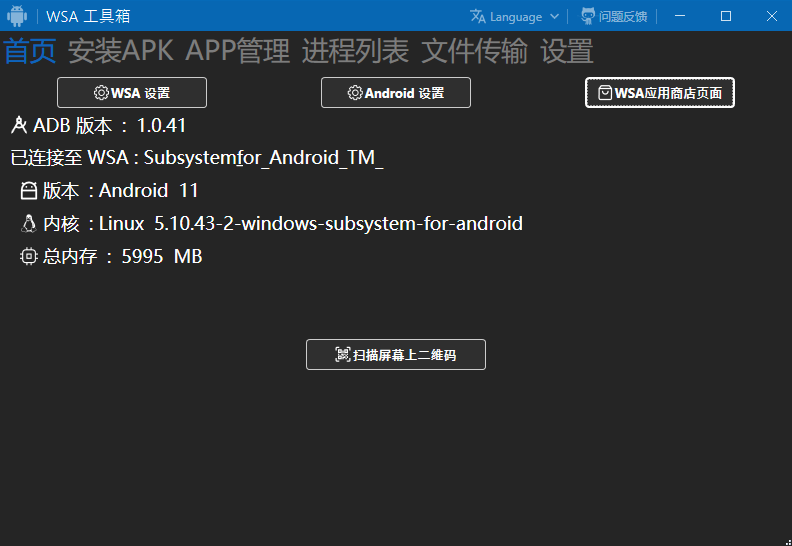 WSA 工具箱 Language 问题反馈
首页 安装APK APP管理 进程列表 文件传输 设置
WSA 设置 Android 设置 WSA应用商店页面
ADB 版本 : 1.0.41
已连接至 WSA : Subsystemfor_Android_TM_
版本 : Android 11
内核 : Linux 5.10.43-2-windows-subsystem-for-android
总内存 : 5995 MB
扫描屏幕上二维码